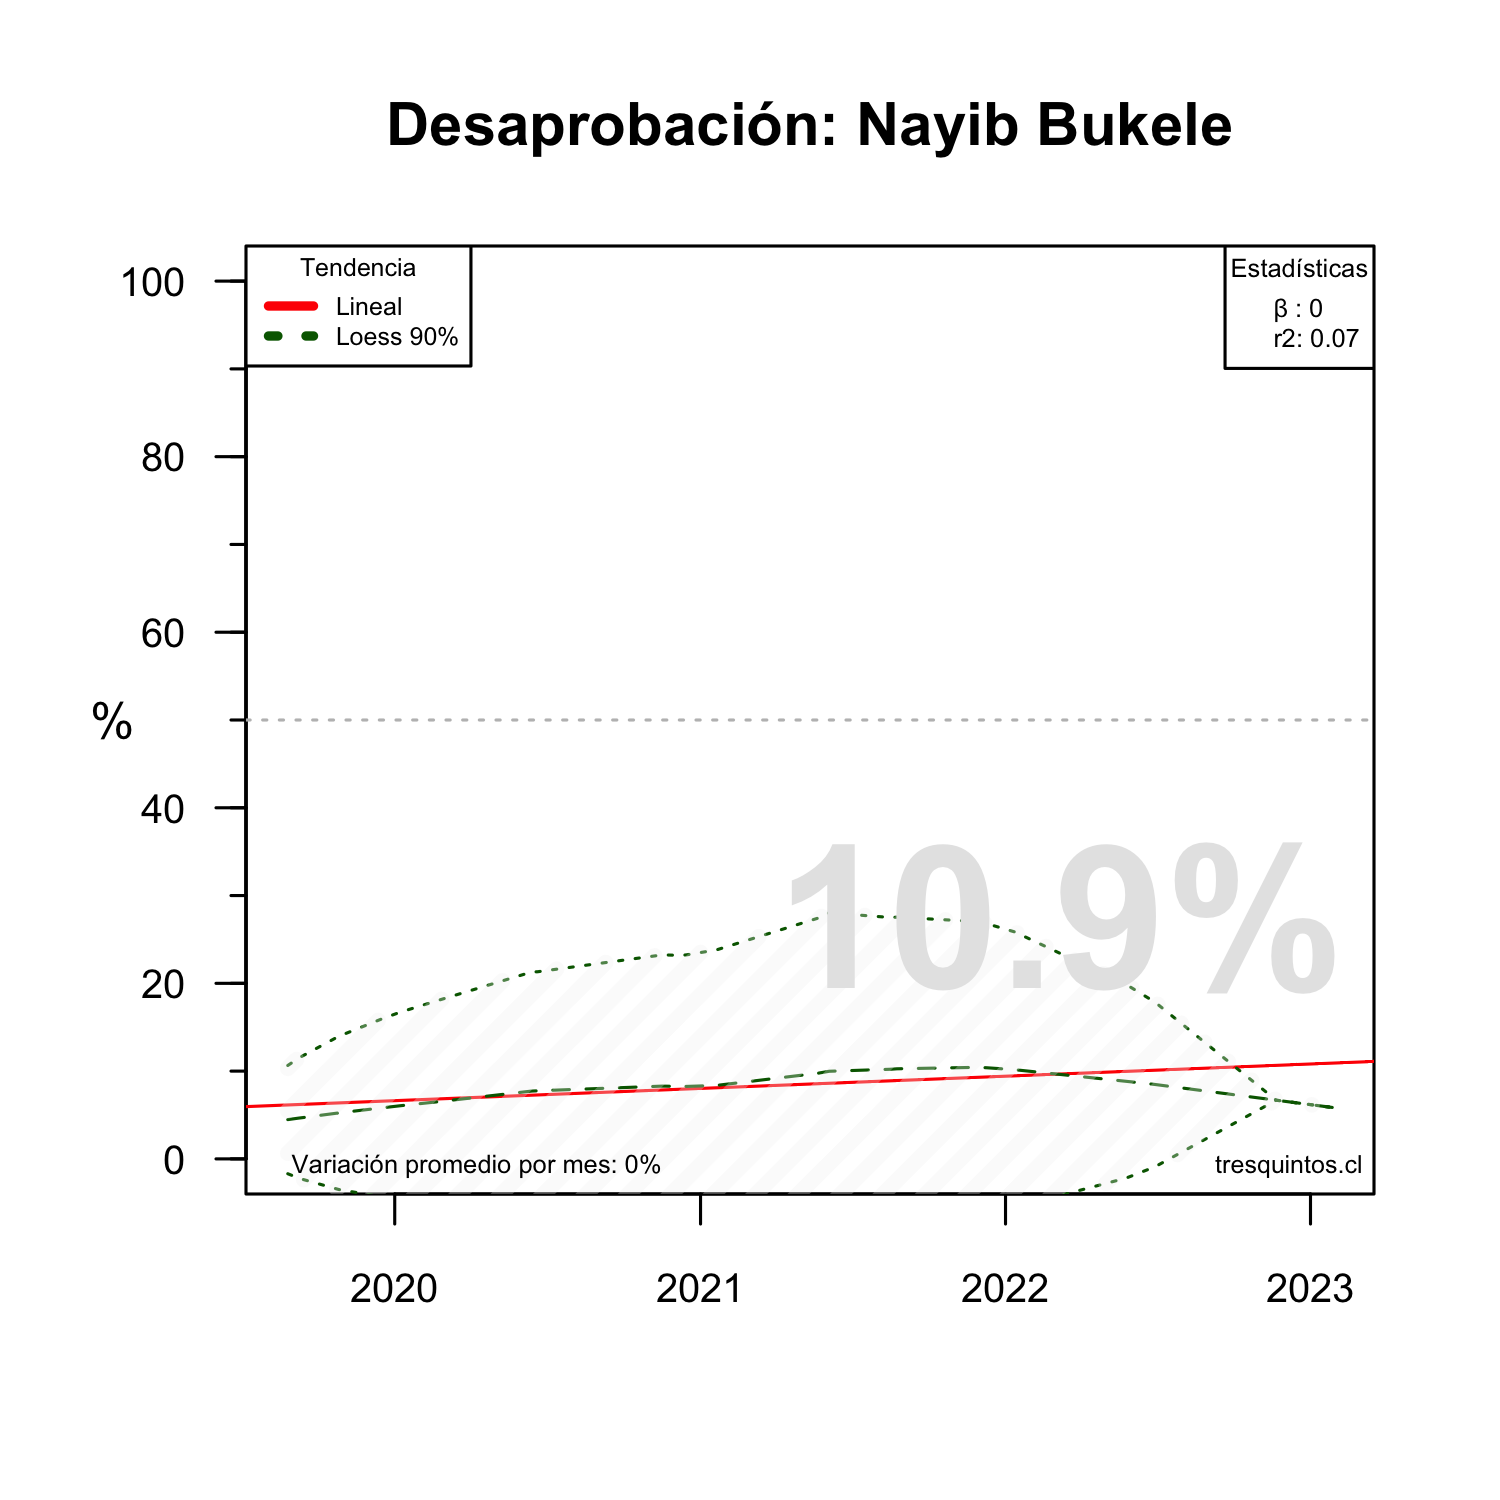 Desaprobación: Nayib Bukele
Tendencia
Lineal
Loess 90%
Estadísticas
β : 0
r2: 0.07
100
80
60
%
40
20
0
10.9%
Variación promedio por mes: 0%
tresquintos.cl
2020
2021
2022
2023